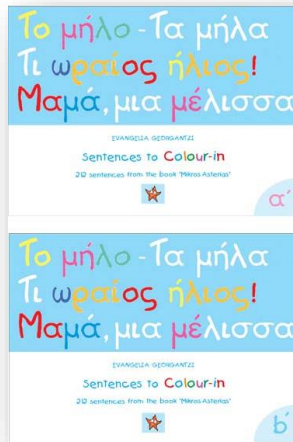 Το μήλο - Τα μήλα
Τι ωραίος ήλιος!
Μαμά, μια μέλισσα
EVANGELIA GEORGANTZI
Sentences to Colour-in
212 sentences from the book "Mikros Asterias"
α΄
Το μήλο - Τα μήλα
Τι ωραίος ήλιος!
Μαμά, μια μέλισσα
EVANGELIA GEORGANTZI
Sentences to Colour-in
212 sentences from the book "Mikros Asterias"
b΄